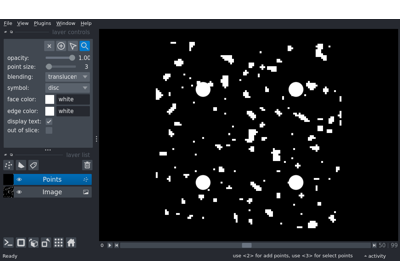 File View Plugins Window Help
layer controls
opacity: 1.00
point size: 3
blending: translucen
symbol: disc
face color: white
edge color: white
display text:
out of slice:
layer list
Points
Image
0
50 99
use <2> for add points, use <3> for select points
activity
Ready